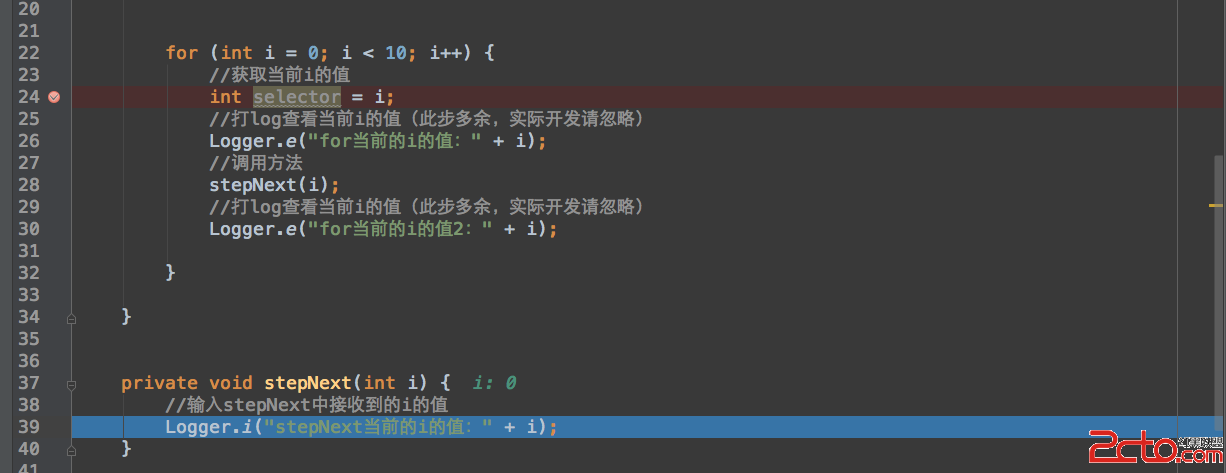 20
21
22 for (int i = 0; i < 10; i++) {
23 //获取当前i的值
24 int selector = i;
25 //打log查看当前i的值（此步多余，实际开发请忽略）
26 Logger.e("for当前的i的值：" + i);
27 //调用方法
28 stepNext(i);
29 //打log查看当前i的值（此步多余，实际开发请忽略）
30 Logger.e("for当前的i的值2：" + i);
31
32 }
33
34 }
35
36
37 private void stepNext(int i) { i: 0
38 //输入stepNext中接收到的i的值
39 Logger.i("stepNext当前的i的值：" + i);
40 }
41
2cto.com